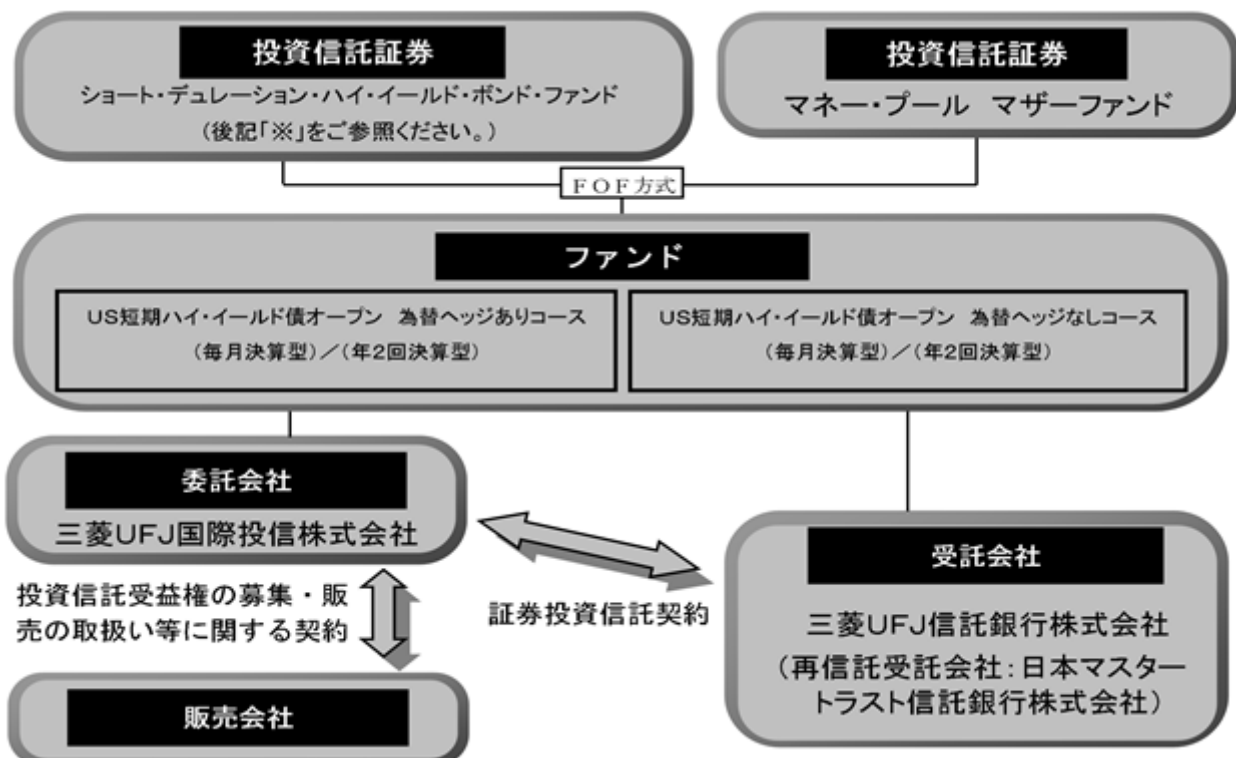 投資信託証券
ショート・デュレーション・ハイ・イールド・ボンド・ファンド
(後記「※」をご参照ください。)
投資信託証券
マネー・プール マザーファンド
FOF方式
ファンド
US短期ハイ・イールド債オープン 為替ヘッジありコース
(毎月決算型)/(年2回決算型)
US短期ハイ・イールド債オープン 為替ヘッジなしコース
(毎月決算型)/(年2回決算型)
委託会社
三菱UFJ国際投信株式会社
投資信託受益権の募集・販
売の取扱い等に関する契約
証券投資信託契約
受託会社
三菱UFJ信託銀行株式会社
(再信託受託会社:日本マスター
トラスト信託銀行株式会社)
販売会社